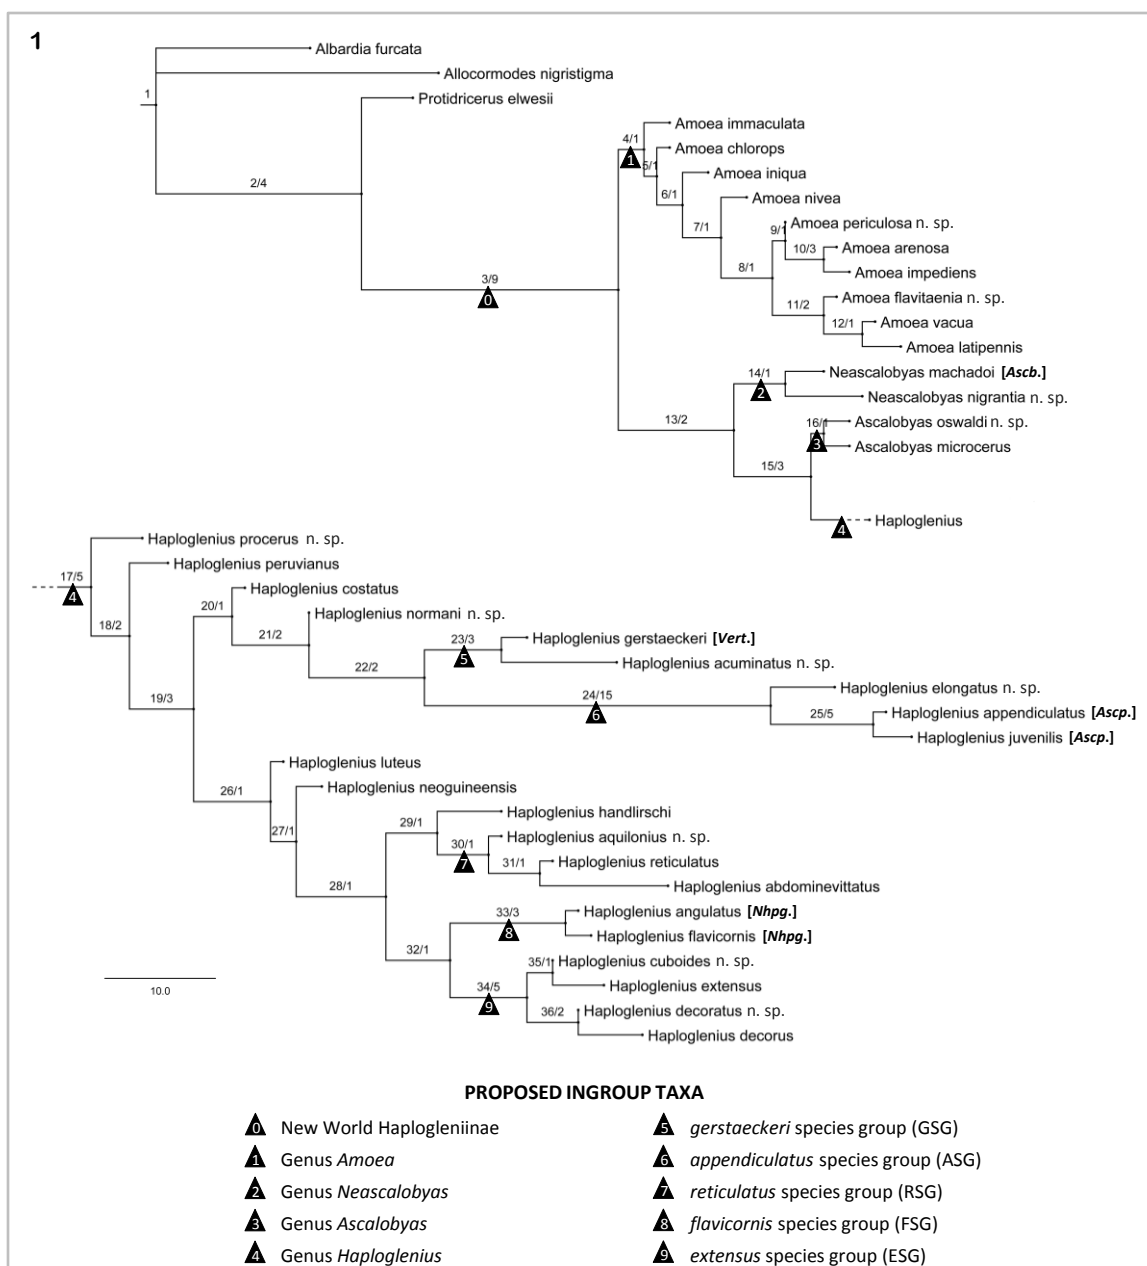 1
Albardia furcata
1
Allocormodes nigristigma
Protidricerus elwesii
2/4
3/9
0
4/1
1
Amoea immaculata
5/1
Amoea chlorops
6/1
Amoea iniqua
7/1
Amoea nivea
8/1
9/1
Amoea periculosa n. sp.
10/3
Amoea arenosa
Amoea impediens
11/2
Amoea flavitaenia n. sp.
12/1
Amoea vacua
Amoea latipennis
13/2
14/1
2
Neascalobyas machadoi [Ascb.]
Neascalobyas nigrantia n. sp.
15/3
16/1
3
Ascalobyas oswaldi n. sp.
Ascalobyas microcerus
4
Haploglenius
17/5
4
Haploglenius procerus n. sp.
18/2
Haploglenius peruvianus
19/3
20/1
Haploglenius costatus
21/2
Haploglenius normani n. sp.
22/2
23/3
5
Haploglenius gerstaeckeri [Vert.]
Haploglenius acuminatus n. sp.
24/15
6
Haploglenius elongatus n. sp.
25/5
Haploglenius appendiculatus [Ascp.]
Haploglenius juvenilis [Ascp.]
26/1
Haploglenius luteus
27/1
Haploglenius neoguineensis
28/1
29/1
Haploglenius handlirschi
30/1
7
Haploglenius aquilonius n. sp.
31/1
Haploglenius reticulatus
Haploglenius abdominevittatus
32/1
33/3
8
Haploglenius angulatus [Nhpg.]
Haploglenius flavicornis [Nhpg.]
34/5
9
35/1
Haploglenius cuboides n. sp.
Haploglenius extensus
36/2
Haploglenius decoratus n. sp.
Haploglenius decorus
10.0
PROPOSED INGROUP TAXA
0 New World Haplogleniinae
1 Genus Amoea
2 Genus Neascalobyas
3 Genus Ascalobyas
4 Genus Haploglenius
5 gerstaeckeri species group (GSG)
6 appendiculatus species group (ASG)
7 reticulatus species group (RSG)
8 flavicornis species group (FSG)
9 extensus species group (ESG)